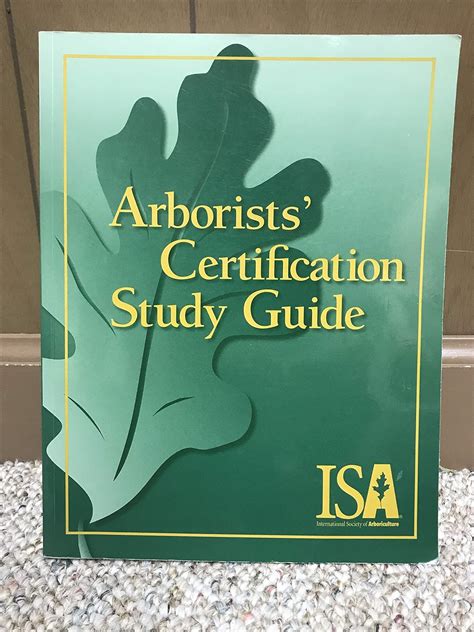 Arborists'
Certification
Study Guide
ISA
International Society of Arboriculture